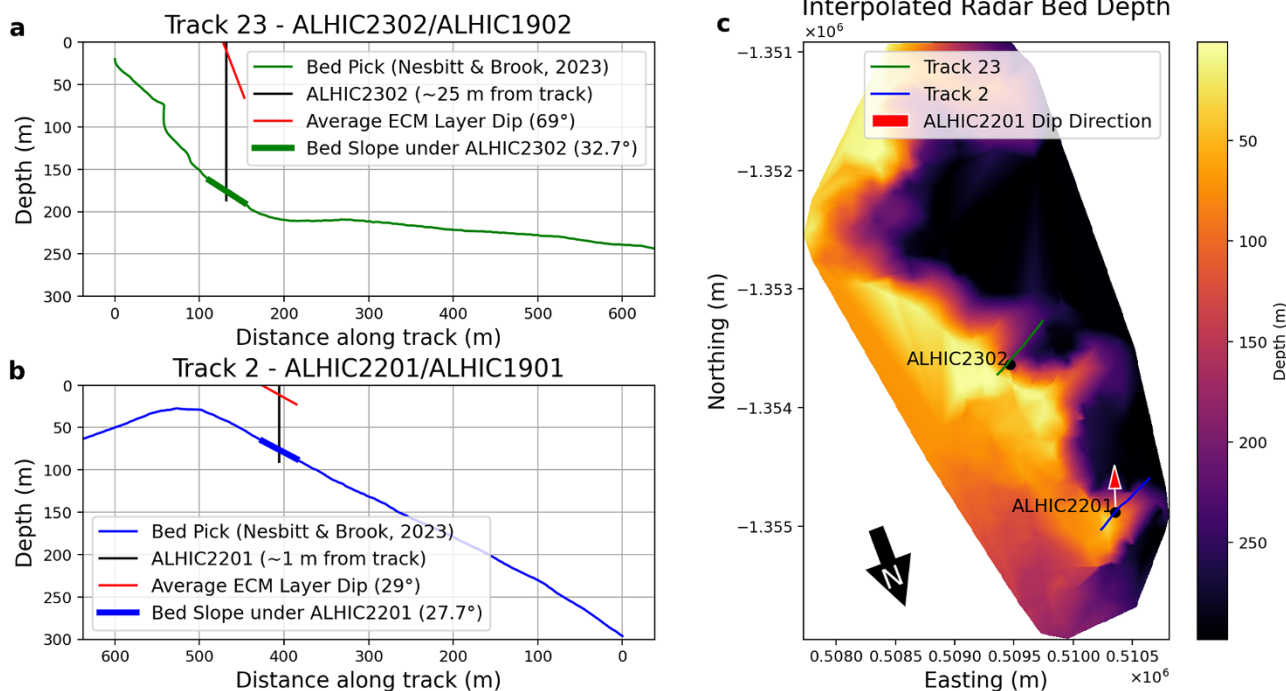 a
Track 23 - ALHIC2302/ALHIC1902
0
50
100
150
200
250
300
Depth (m)
Bed Pick (Nesbitt & Brook, 2023)
ALHIC2302 (~25 m from track)
Average ECM Layer Dip (69°)
Bed Slope under ALHIC2302 (32.7°)
0 100 200 300 400 500 600
Distance along track (m)
b
Track 2 - ALHIC2201/ALHIC1901
0
50
100
150
200
250
300
Depth (m)
Bed Pick (Nesbitt & Brook, 2023)
ALHIC2201 (~1 m from track)
Average ECM Layer Dip (29°)
Bed Slope under ALHIC2201 (27.7°)
600 500 400 300 200 100 0
Distance along track (m)
c
Interpolated Radar Bed Depth
×10⁶
−1.351
−1.352
−1.353
−1.354
−1.355
Northing (m)
Track 23
Track 2
ALHIC2201 Dip Direction
ALHIC2302
ALHIC2201
N
0.5080 0.5085 0.5090 0.5095 0.5100 0.5105
×10⁶
Easting (m)
50
100
150
200
250
Depth (m)